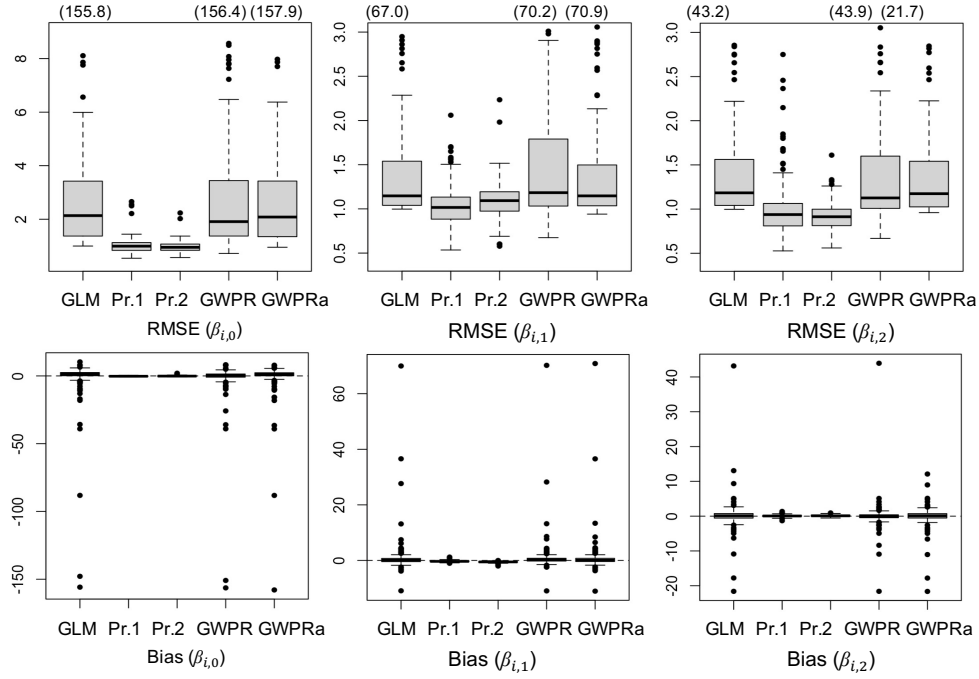 (155.8) (156.4) (157.9)
(67.0) (70.2) (70.9)
(43.2) (43.9) (21.7)
8
6
4
2
GLM Pr.1 Pr.2 GWPR GWPRa
RMSE (β_{i,0})
3.0
2.5
2.0
1.5
1.0
0.5
GLM Pr.1 Pr.2 GWPR GWPRa
RMSE (β_{i,1})
3.0
2.5
2.0
1.5
1.0
0.5
GLM Pr.1 Pr.2 GWPR GWPRa
RMSE (β_{i,2})
0
-50
-100
-150
GLM Pr.1 Pr.2 GWPR GWPRa
Bias (β_{i,0})
60
40
20
0
GLM Pr.1 Pr.2 GWPR GWPRa
Bias (β_{i,1})
40
30
20
10
0
-10
-20
GLM Pr.1 Pr.2 GWPR GWPRa
Bias (β_{i,2})